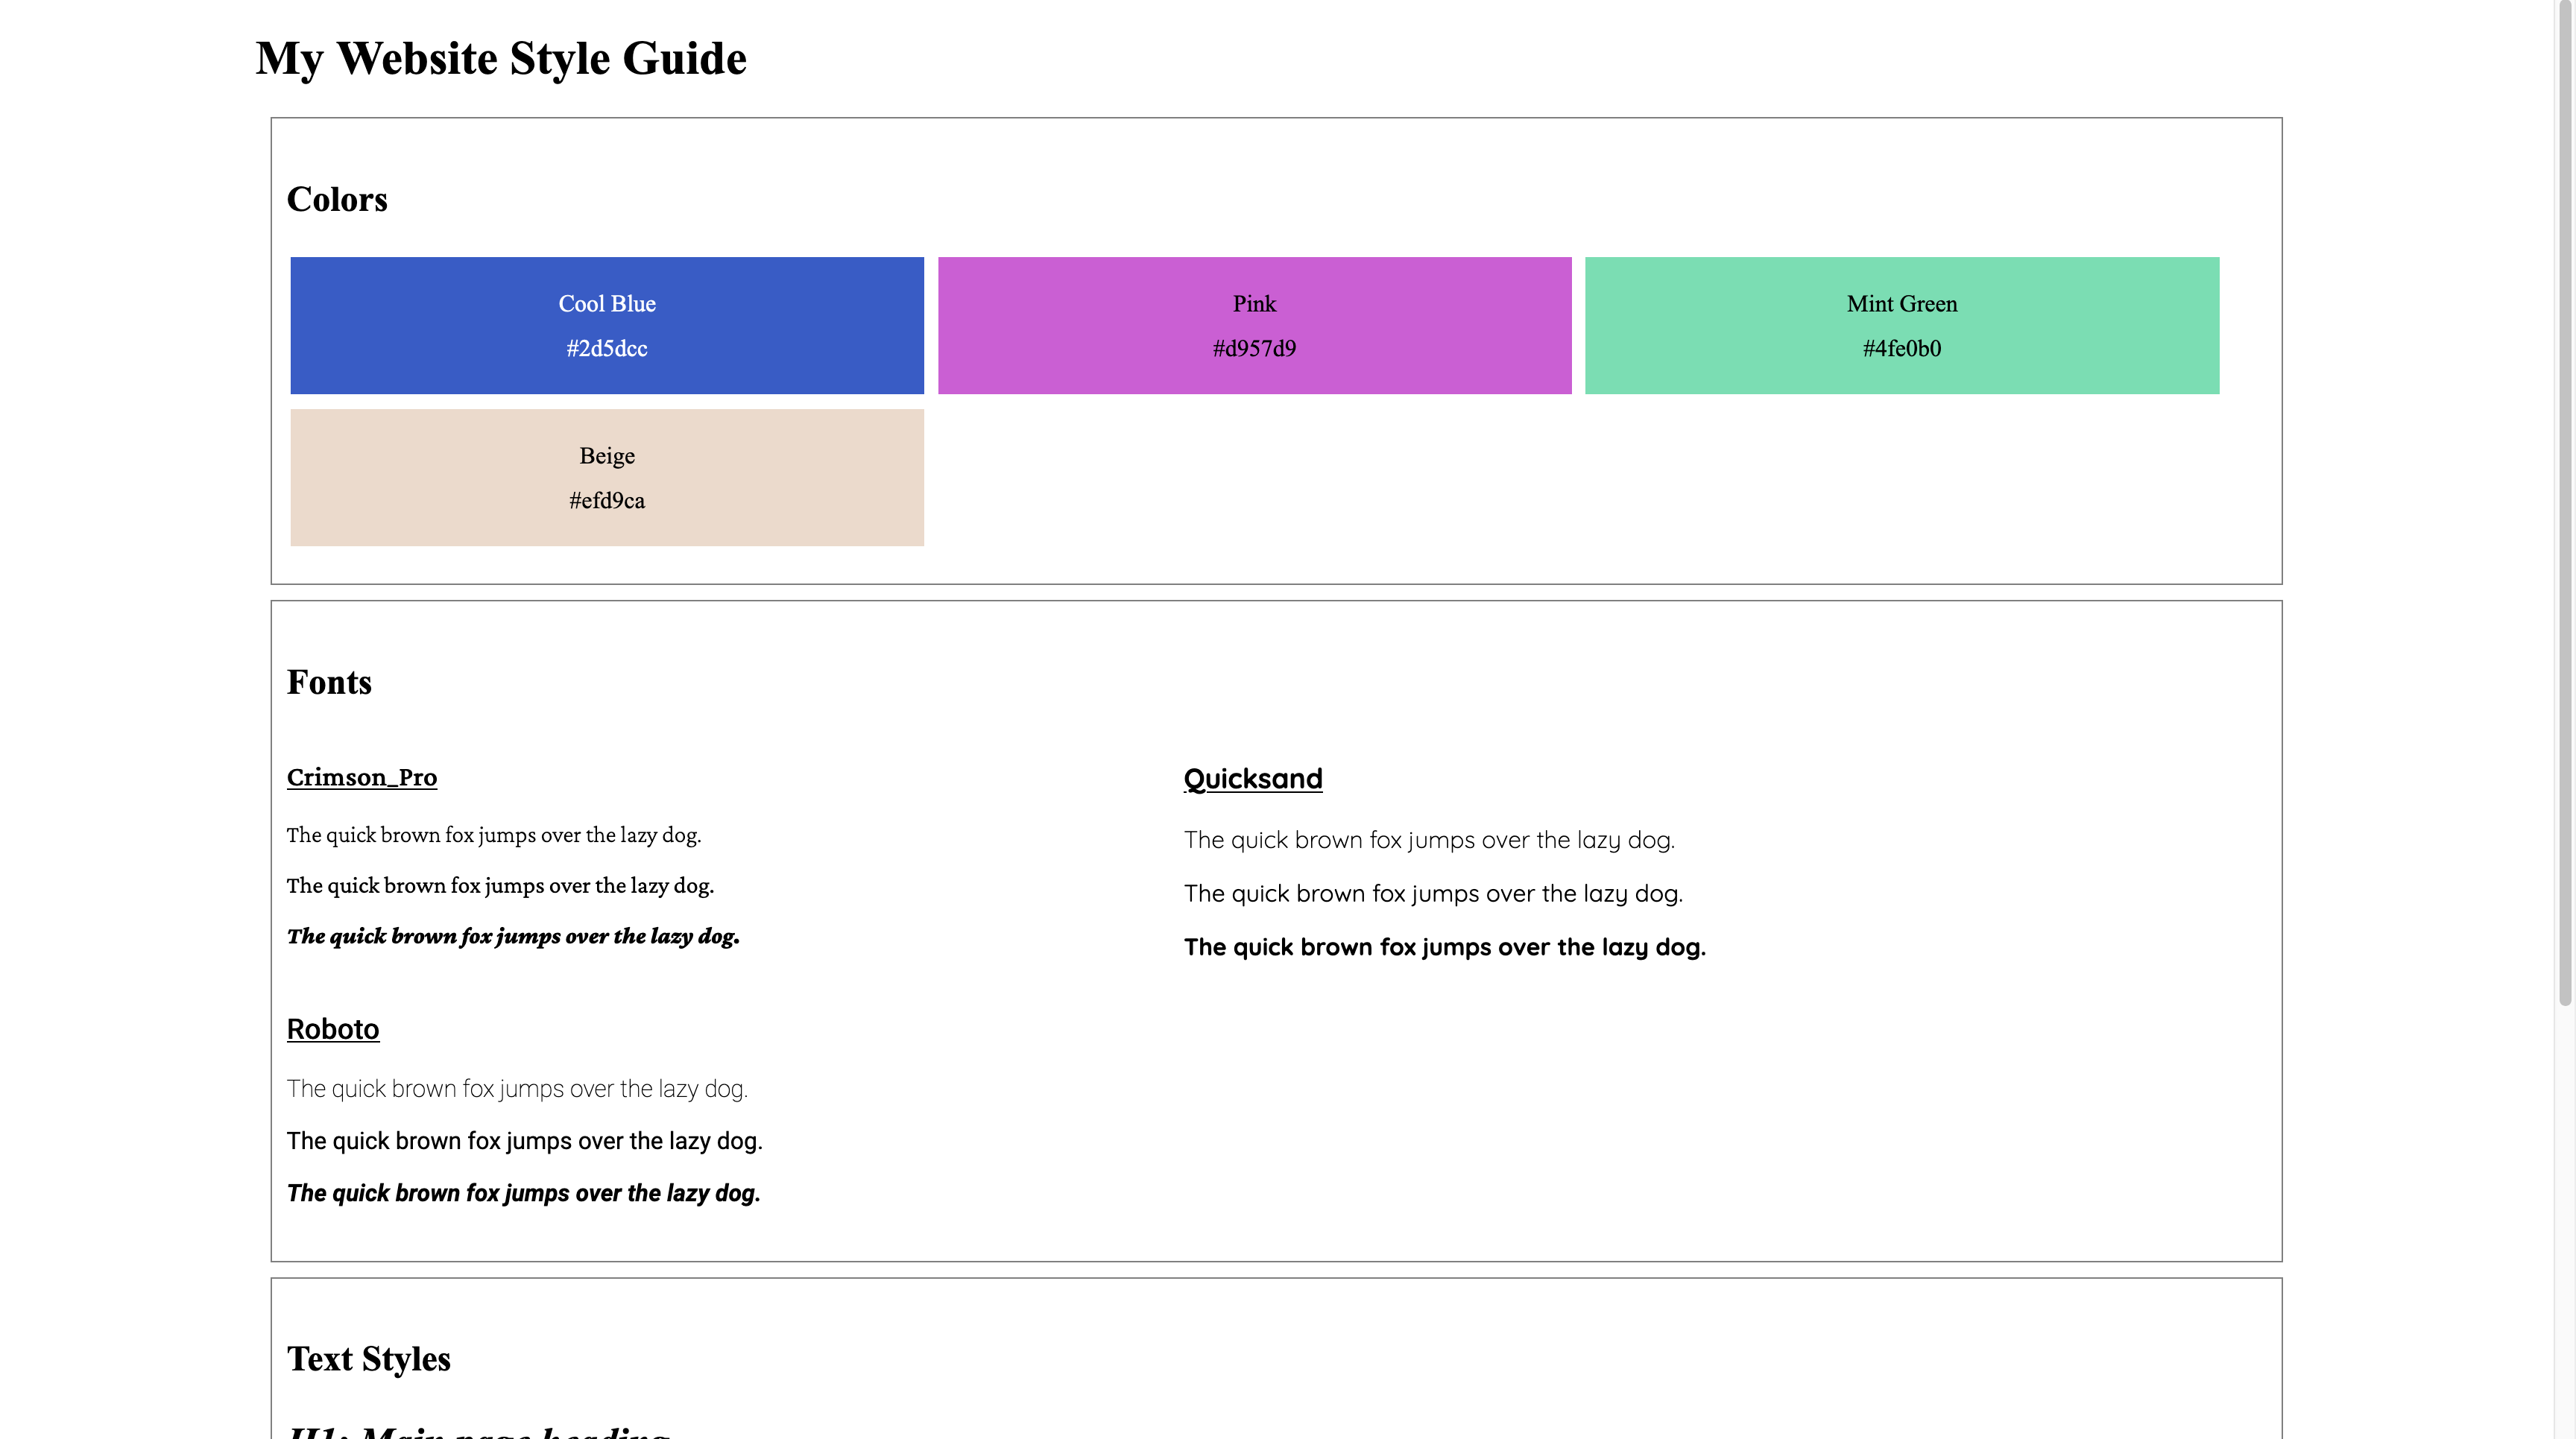 My Website Style Guide
Colors
Cool Blue
#2d5dcc
Pink
#d957d9
Mint Green
#4fe0b0
Beige
#efd9ca
Fonts
Crimson_Pro
The quick brown fox jumps over the lazy dog.
The quick brown fox jumps over the lazy dog.
The quick brown fox jumps over the lazy dog.
Quicksand
The quick brown fox jumps over the lazy dog.
The quick brown fox jumps over the lazy dog.
The quick brown fox jumps over the lazy dog.
Roboto
The quick brown fox jumps over the lazy dog.
The quick brown fox jumps over the lazy dog.
The quick brown fox jumps over the lazy dog.
Text Styles
H1: Main page heading